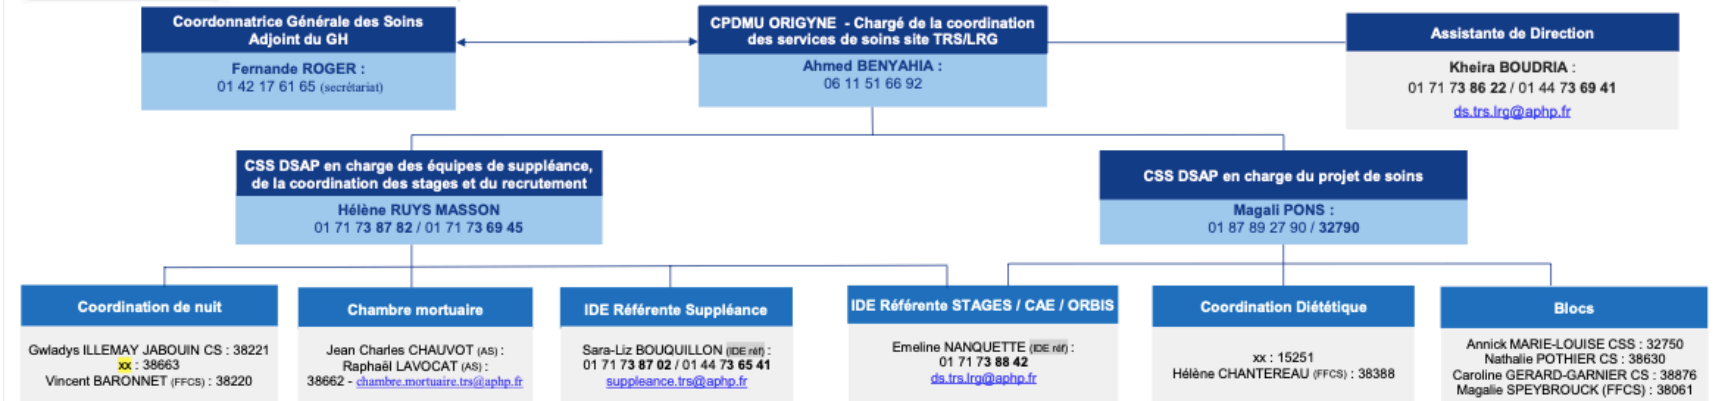 Coordonnatrice Générale des Soins
Adjoint du GH
Fernande ROGER :
01 42 17 61 65 (secrétariat)
CPDMU ORIGYNE - Chargé de la coordination
des services de soins site TRS/LRG
Ahmed BENYAHIA :
06 11 51 66 92
Assistante de Direction
Kheira BOUDRIA :
01 71 73 86 22 / 01 44 73 69 41
ds.trs.lrg@aphp.fr
CSS DSAP en charge des équipes de suppléance,
de la coordination des stages et du recrutement
Hélène RUYS MASSON
01 71 73 87 82 / 01 71 73 69 45
CSS DSAP en charge du projet de soins
Magali PONS :
01 87 89 27 90 / 32790
Coordination de nuit
Gwladys ILLEMAY JABOUIN CS : 38221
xx : 38663
Vincent BARONNET (FFCS) : 38220
Chambre mortuaire
Jean Charles CHAUVOT (AS) :
Raphaël LAVOCAT (AS) :
38662 - chambre.mortuaire.trs@aphp.fr
IDE Référente Suppléance
Sara-Liz BOUQUILLON (IDE réf) :
01 71 73 87 02 / 01 44 73 65 41
suppleance.trs@aphp.fr
IDE Référente STAGES / CAE / ORBIS
Emeline NANQUETTE (IDE réf) :
01 71 73 88 42
ds.trs.lrg@aphp.fr
Coordination Diététique
xx : 15251
Hélène CHANTEREAU (FFCS) : 38388
Blocs
Annick MARIE-LOUISE CSS : 32750
Nathalie POTHIER CS : 38630
Caroline GERARD-GARNIER CS : 38876
Magalie SPEYBROUCK (FFCS) : 38061